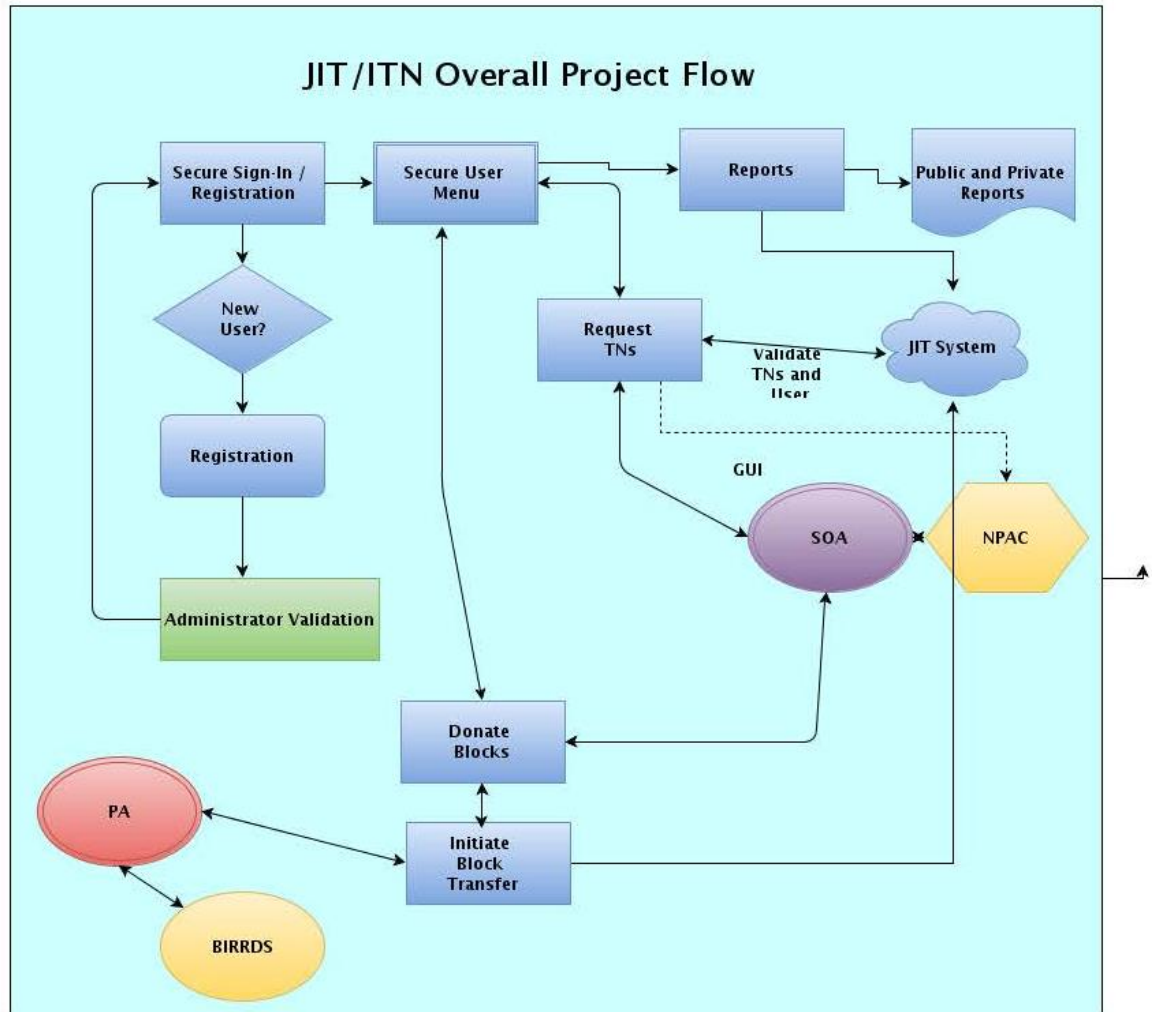 JIT/ITN Overall Project Flow
Secure Sign-In /
Registration
Secure User
Menu
Reports
Public and Private
Reports
New
User?
Request
TNs
Validate
TNs and
User
JIT System
Registration
GUI
SOA
NPAC
Administrator Validation
Donate
Blocks
PA
Initiate
Block
Transfer
BIRRDS